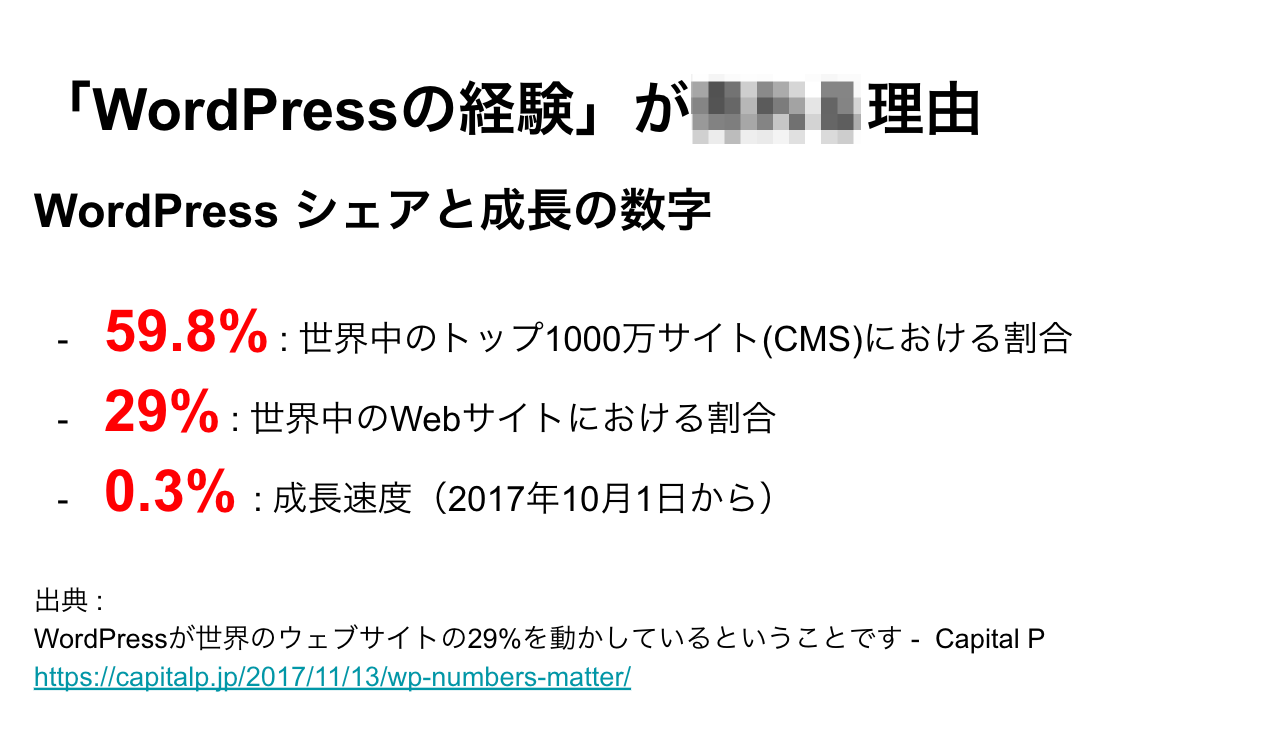 「WordPressの経験」が理由
WordPress シェアと成長の数字
- 59.8% : 世界中のトップ1000万サイト(CMS)における割合
- 29% : 世界中のWebサイトにおける割合
- 0.3% : 成長速度（2017年10月1日から）
出典 :
WordPressが世界のウェブサイトの29%を動かしているということです - Capital P
https://capitalp.jp/2017/11/13/wp-numbers-matter/